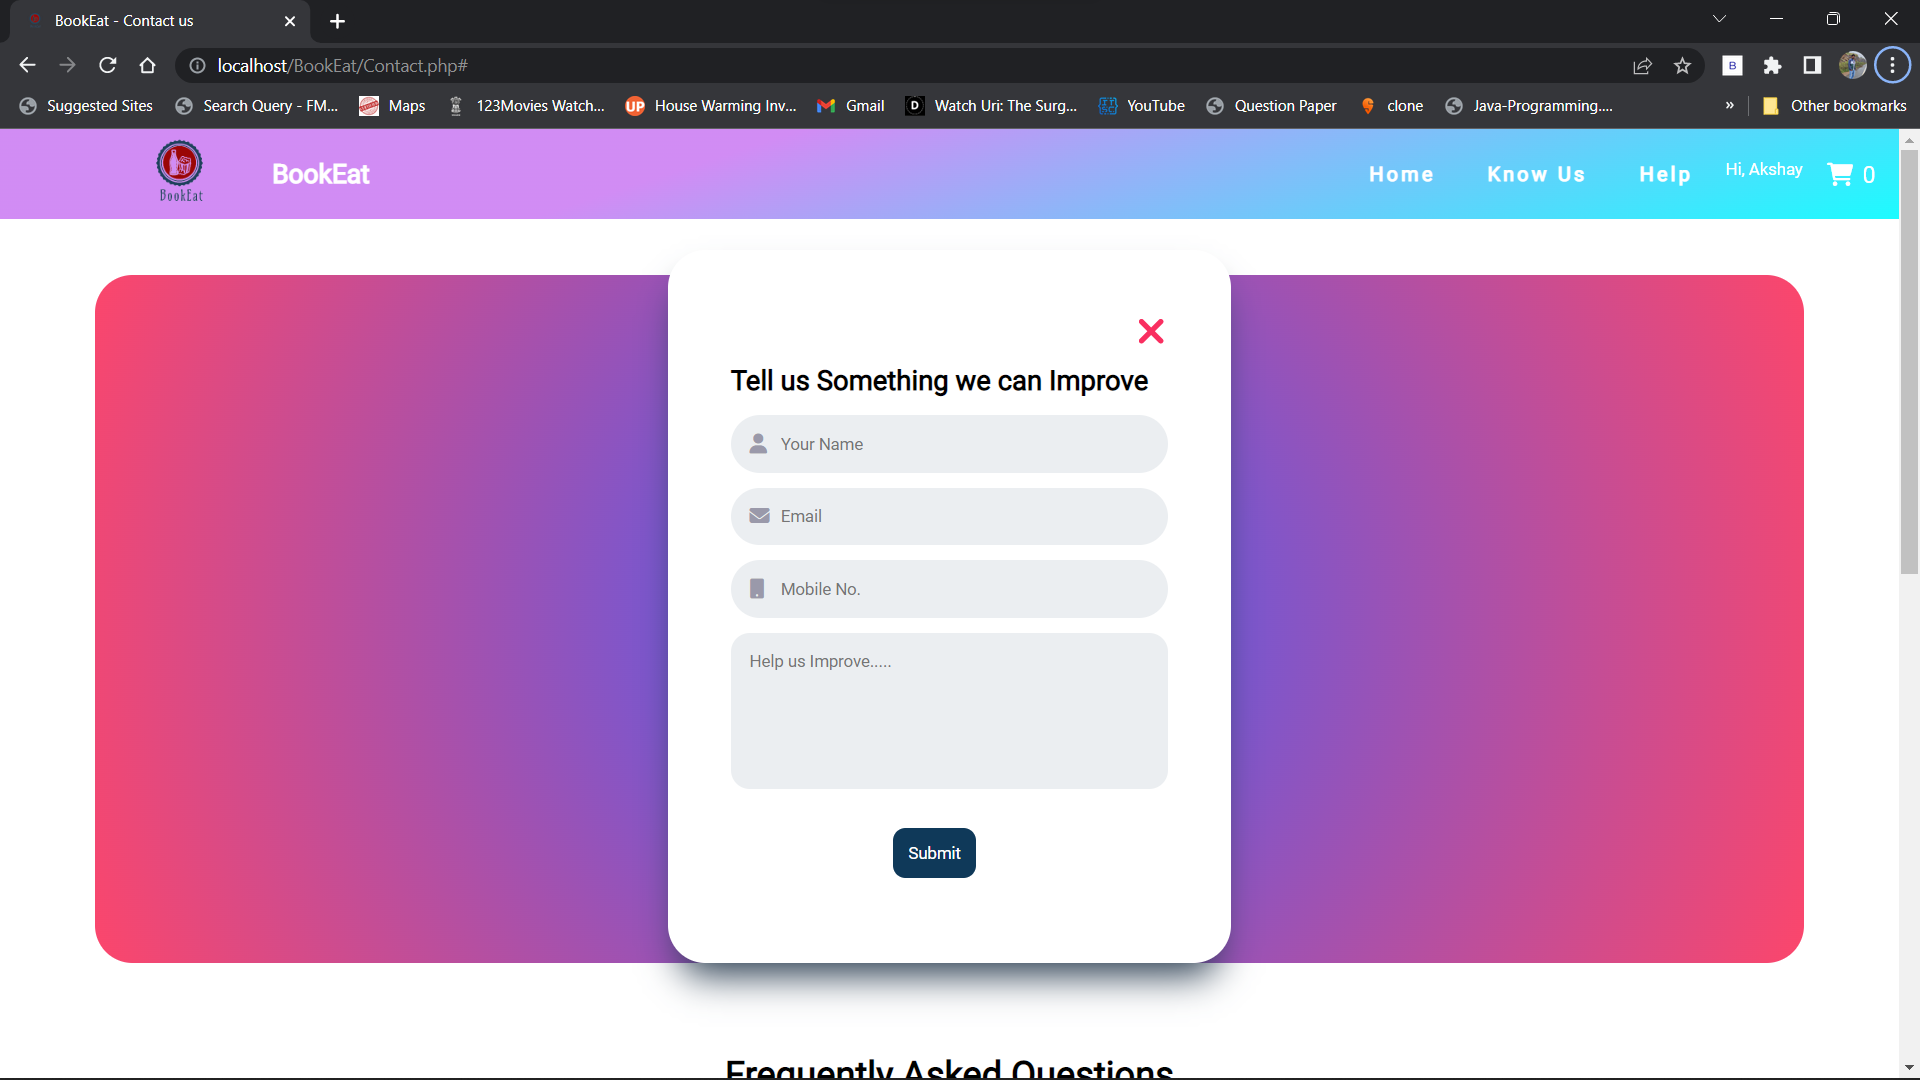 BookEat - Contact us
localhost/BookEat/Contact.php#
Suggested Sites Search Query - FM... Maps 123Movies Watch... UP House Warming Inv... Gmail D Watch Uri: The Surg... YouTube Question Paper clone Java-Programming.... » Other bookmarks
B
BookEat
BookEat Home Know Us Help Hi, Akshay 0
Tell us Something we can Improve
Your Name
Email
Mobile No.
Help us Improve.....
Submit
Frequently Asked Questions